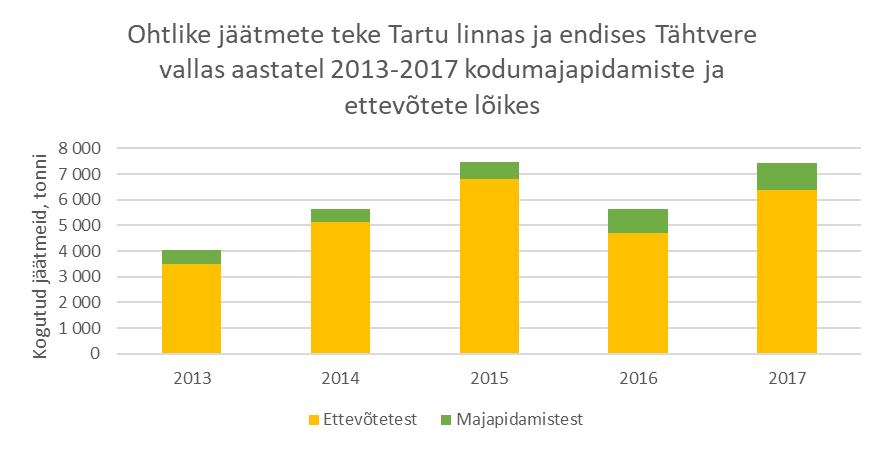 Ohtlike jäätmete teke Tartu linnas ja endises Tähtvere
vallas aastatel 2013-2017 kodumajapidamiste ja
ettevõtete lõikes
Kogutud jäätmeid, tonni
8 000
7 000
6 000
5 000
4 000
3 000
2 000
1 000
0
2013
2014
2015
2016
2017
Ettevõtetest
Majapidamistest